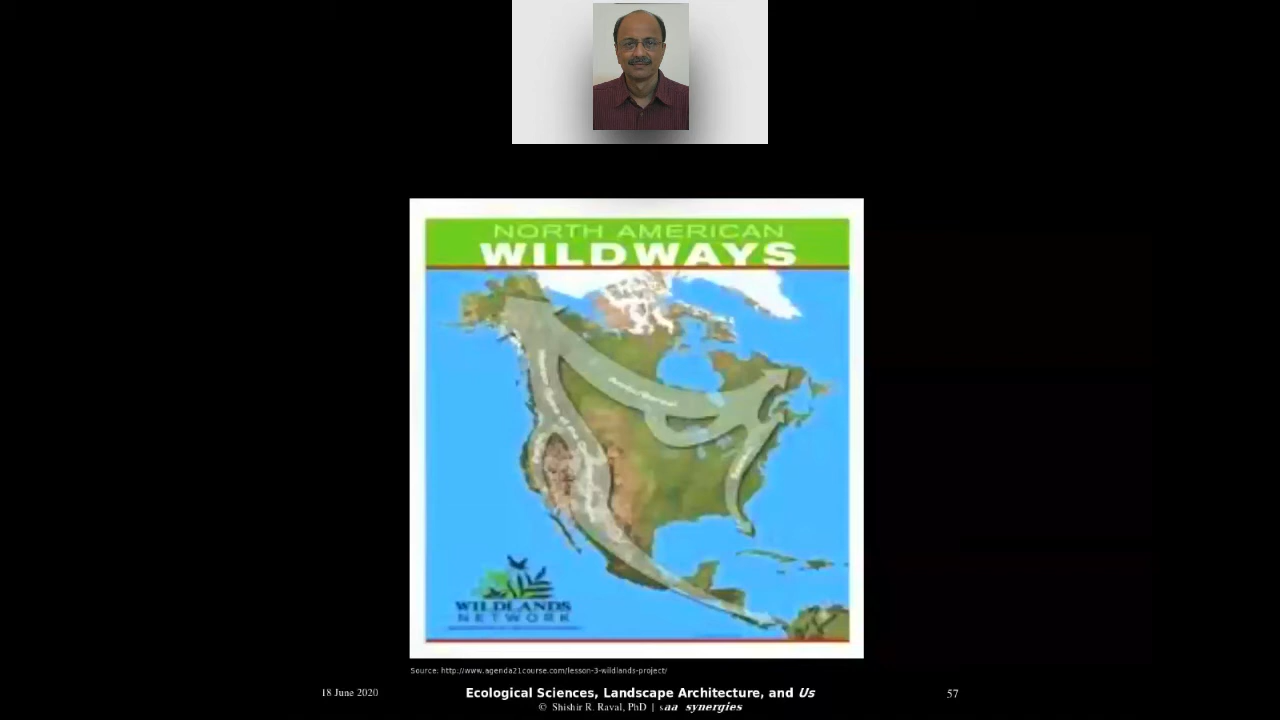 NORTH AMERICAN
WILDWAYS
WILDLANDS
NETWORK
Source: http://www.agenda21course.com/lesson-3-wildlands-project/
18 June 2020
Ecological Sciences, Landscape Architecture, and Us
57
© Shishir R. Raval, PhD | saa synergies